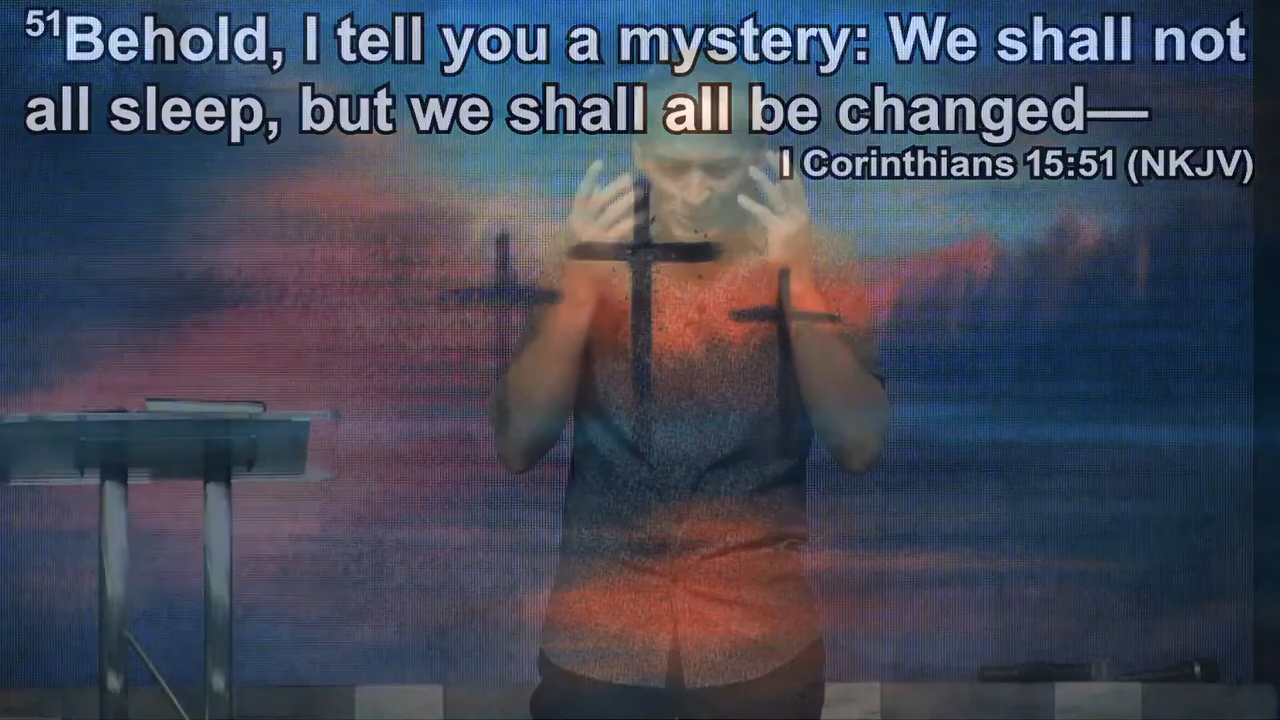 51Behold, I tell you a mystery: We shall not
all sleep, but we shall all be changed—
I Corinthians 15:51 (NKJV)